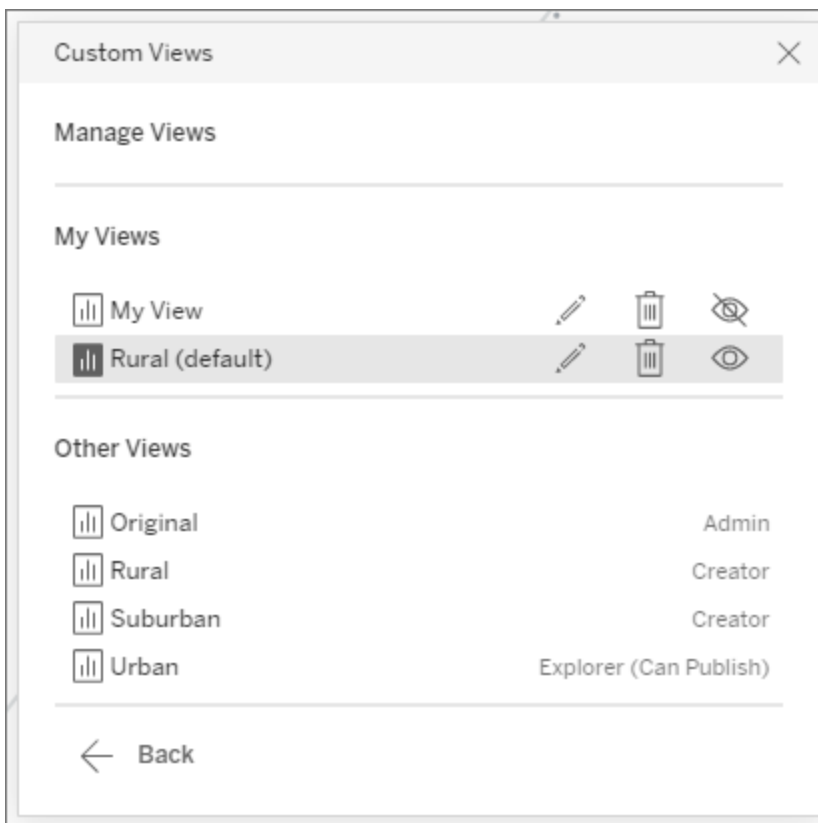 Custom Views
Manage Views
My Views
My View
Rural (default)
Other Views
Original Admin
Rural Creator
Suburban Creator
Urban Explorer (Can Publish)
Back